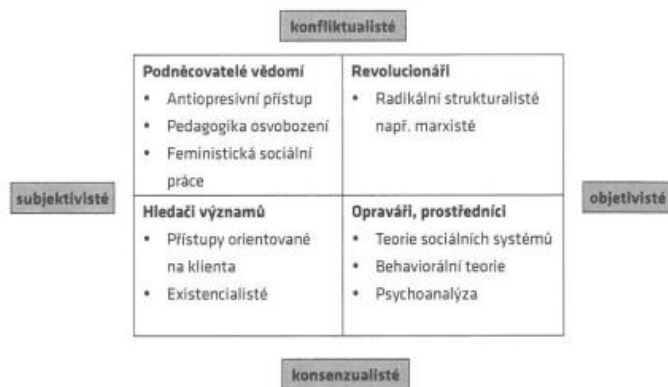 konfliktualisté
Podněcovatelé vědomí
• Antiopresivní přístup
• Pedagogika osvobození
• Feministická sociální
práce
Revolucionáři
• Radikální strukturalisté
např. marxisté
subjektivisté
objetivisté
Hledači významů
• Přístupy orientované
na klienta
• Existencialisté
Opraváři, prostředníci
• Teorie sociálních systémů
• Behaviorální teorie
• Psychoanalýza
konsenzualisté